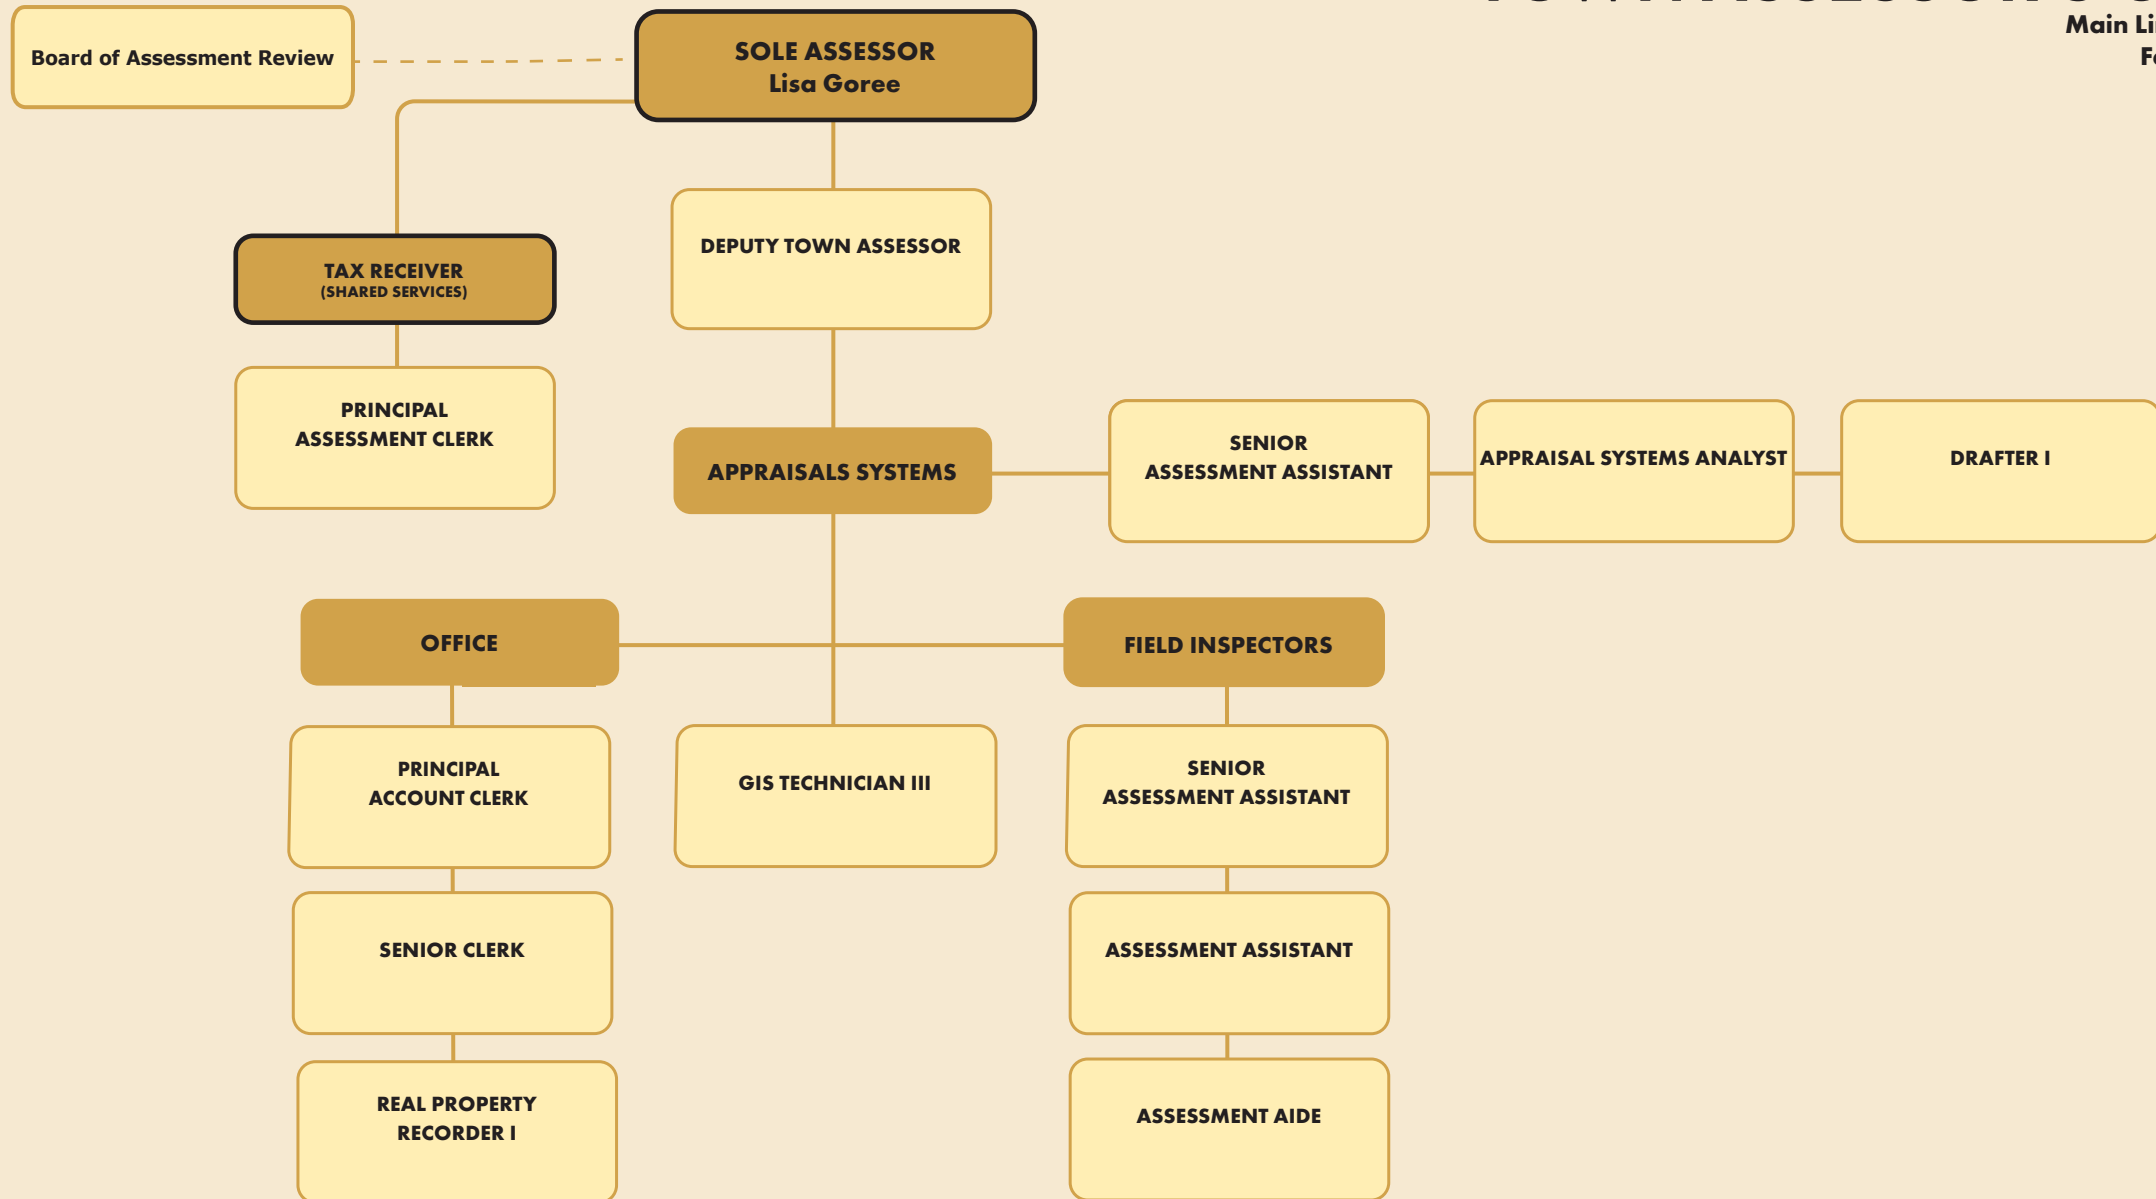 Board of Assessment Review
SOLE ASSESSOR
Lisa Goree
Main
TAX RECEIVER
(SHARED SERVICES)
DEPUTY TOWN ASSESSOR
PRINCIPAL
ASSESSMENT CLERK
APPRAISALS SYSTEMS
SENIOR
ASSESSMENT ASSISTANT
APPRAISAL SYSTEMS ANALYST
DRAFTER I
OFFICE
FIELD INSPECTORS
PRINCIPAL
ACCOUNT CLERK
GIS TECHNICIAN III
SENIOR
ASSESSMENT ASSISTANT
SENIOR CLERK
ASSESSMENT ASSISTANT
REAL PROPERTY
RECORDER I
ASSESSMENT AIDE